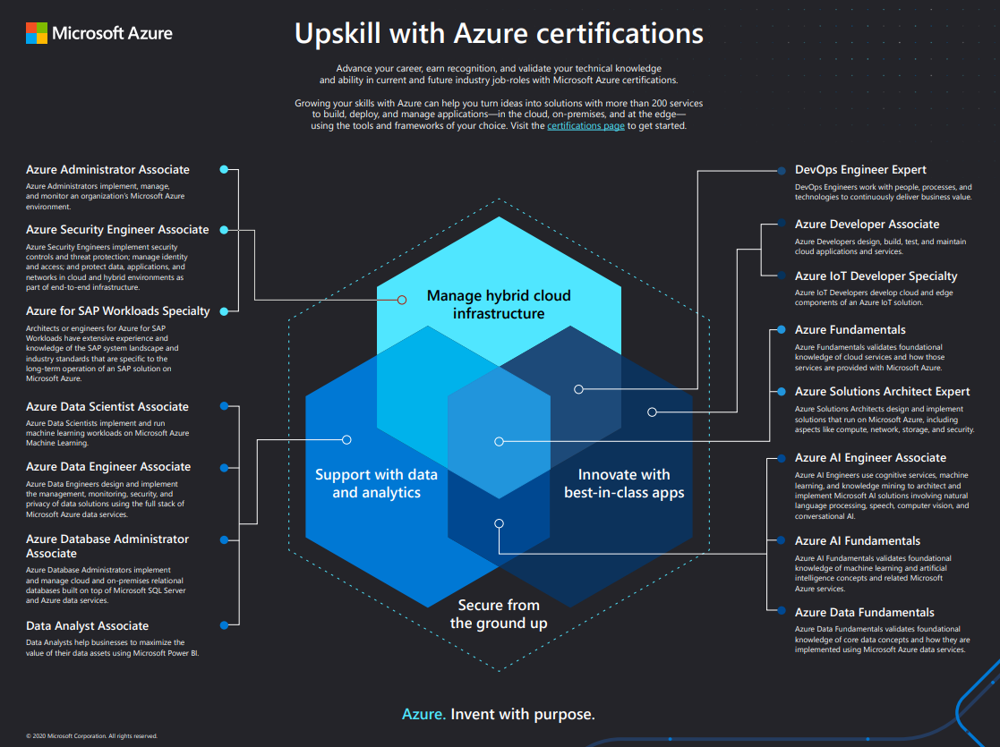 Microsoft Azure
Upskill with Azure certifications
Advance your career, earn recognition, and validate your technical knowledge
and ability in current and future industry job-roles with Microsoft Azure certifications.
Growing your skills with Azure can help you turn ideas into solutions with more than 200 services
to build, deploy, and manage applications—in the cloud, on-premises, and at the edge—
using the tools and frameworks of your choice. Visit the certifications page to get started.
Azure Administrator Associate
Azure Administrators implement, manage,
and monitor an organization's Microsoft Azure
environment.
Azure Security Engineer Associate
Azure Security Engineers implement security
controls and threat protection; manage identity
and access; and protect data, applications, and
networks in cloud and hybrid environments as
part of end-to-end infrastructure.
Azure for SAP Workloads Specialty
Architects or engineers for Azure for SAP
Workloads have extensive experience and
knowledge of the SAP system landscape and
industry standards that are specific to the
long-term operation of an SAP solution on
Microsoft Azure.
Azure Data Scientist Associate
Azure Data Scientists implement and run
machine learning workloads on Microsoft Azure
Machine Learning.
Azure Data Engineer Associate
Azure Data Engineers design and implement
the management, monitoring, security, and
privacy of data solutions using the full stack of
Microsoft Azure data services.
Azure Database Administrator
Associate
Azure Database Administrators implement
and manage cloud and on-premises relational
databases built on top of Microsoft SQL Server
and Azure data services.
Data Analyst Associate
Data Analysts help businesses to maximize the
value of their data assets using Microsoft Power BI.
Manage hybrid cloud
infrastructure
Support with data
and analytics
Innovate with
best-in-class apps
Secure from
the ground up
DevOps Engineer Expert
DevOps Engineers work with people, processes, and
technologies to continuously deliver business value.
Azure Developer Associate
Azure Developers design, build, test, and maintain
cloud applications and services.
Azure IoT Developer Specialty
Azure IoT Developers develop cloud and edge
components of an Azure IoT solution.
Azure Fundamentals
Azure Fundamentals validates foundational
knowledge of cloud services and how those
services are provided with Microsoft Azure.
Azure Solutions Architect Expert
Azure Solutions Architects design and implement
solutions that run on Microsoft Azure, including
aspects like compute, network, storage, and security.
Azure AI Engineer Associate
Azure AI Engineers use cognitive services, machine
learning, and knowledge mining to architect and
implement Microsoft AI solutions involving natural
language processing, speech, computer vision, and
conversational AI.
Azure AI Fundamentals
Azure AI Fundamentals validates foundational
knowledge of machine learning and artificial
intelligence concepts and related Microsoft
Azure services.
Azure Data Fundamentals
Azure Data Fundamentals validates foundational
knowledge of core data concepts and how they are
implemented using Microsoft Azure data services.
Azure. Invent with purpose.
© 2020 Microsoft Corporation. All rights reserved.